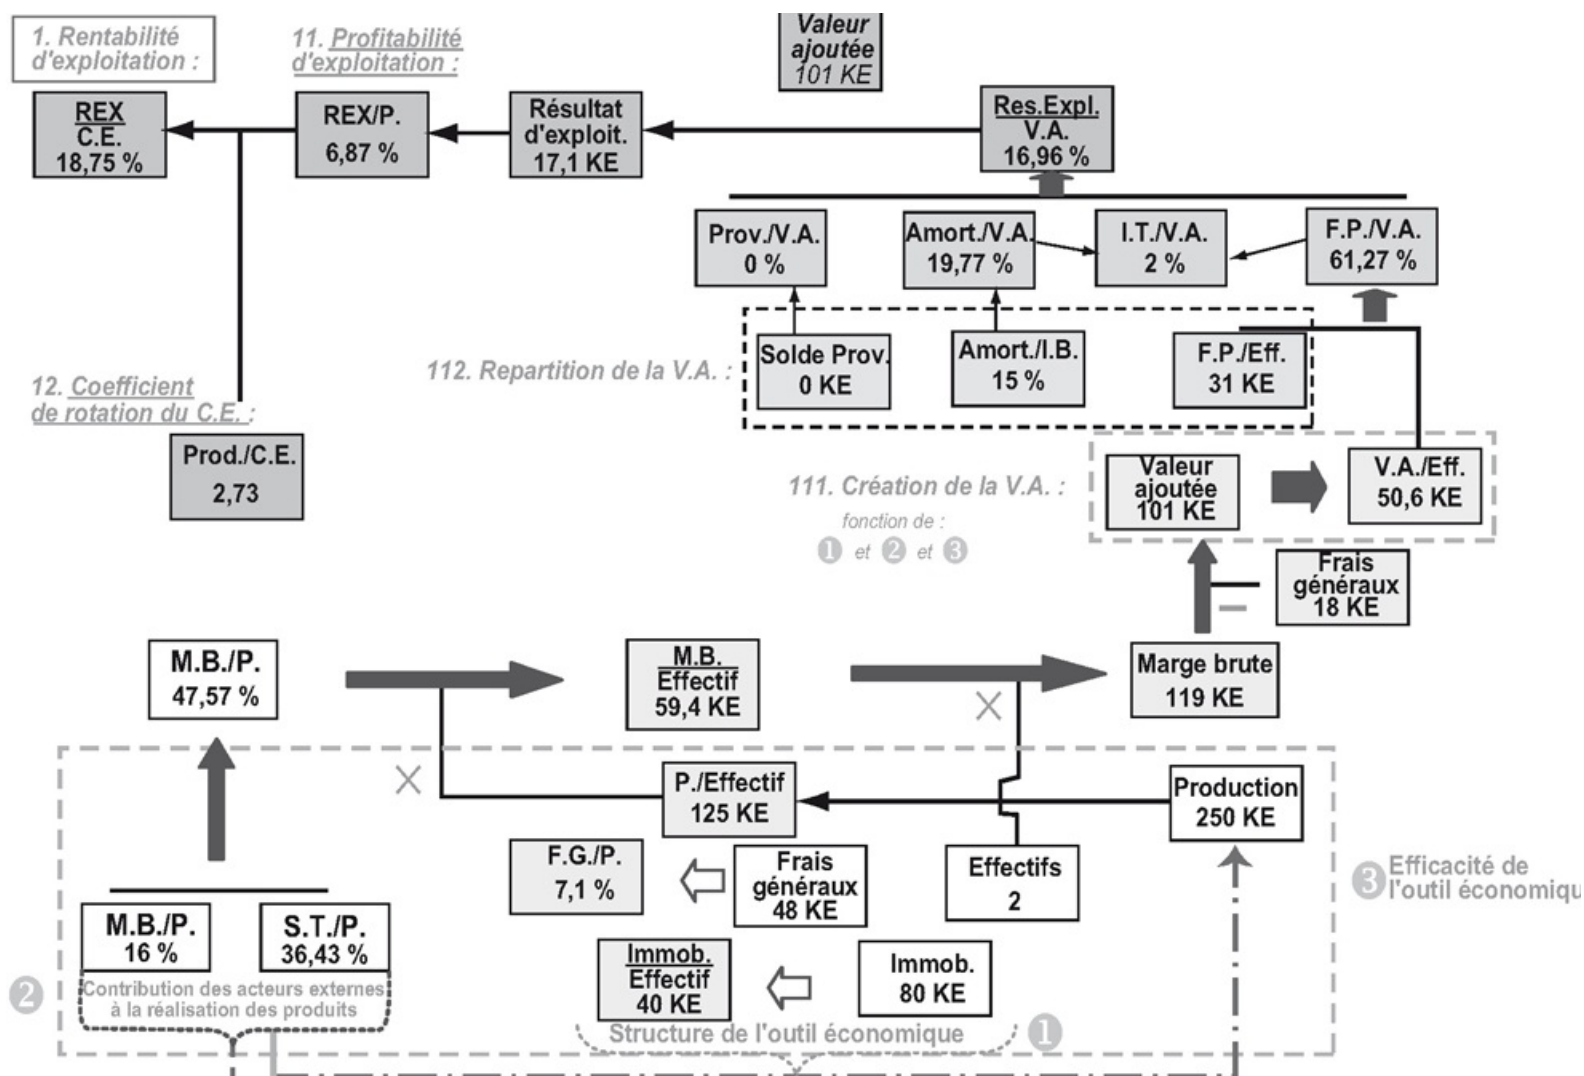 1. Rentabilité
d'exploitation :
11. Profitabilité
d'exploitation :
Valeur
ajoutée
101 KE
REX
C.E.
18,75 %
REX/P.
6,87 %
Résultat
d'exploit.
17,1 KE
Res.Expl.
V.A.
16,96 %
Prov./V.A.
0 %
Amort./V.A.
19,77 %
I.T./V.A.
2 %
F.P./V.A.
61,27 %
112. Repartition de la V.A. :
Solde Prov.
0 KE
Amort./I.B.
15 %
F.P./Eff.
31 KE
12. Coefficient
de rotation du C.E. :
Prod./C.E.
2,73
111. Création de la V.A. :
fonction de :
1 et 2 et 3
Valeur
ajoutée
101 KE
V.A./Eff.
50,6 KE
Frais
généraux
18 KE
M.B./P.
47,57 %
M.B.
Effectif
59,4 KE
Marge brute
119 KE
P./Effectif
125 KE
Production
250 KE
F.G./P.
7,1 %
Frais
généraux
48 KE
Effectifs
2
3 Efficacité de
l'outil économiqu
M.B./P.
16 %
S.T./P.
36,43 %
Immob.
Effectif
40 KE
Immob.
80 KE
2
Contribution des acteurs externes
à la réalisation des produits
Structure de l'outil économique
1